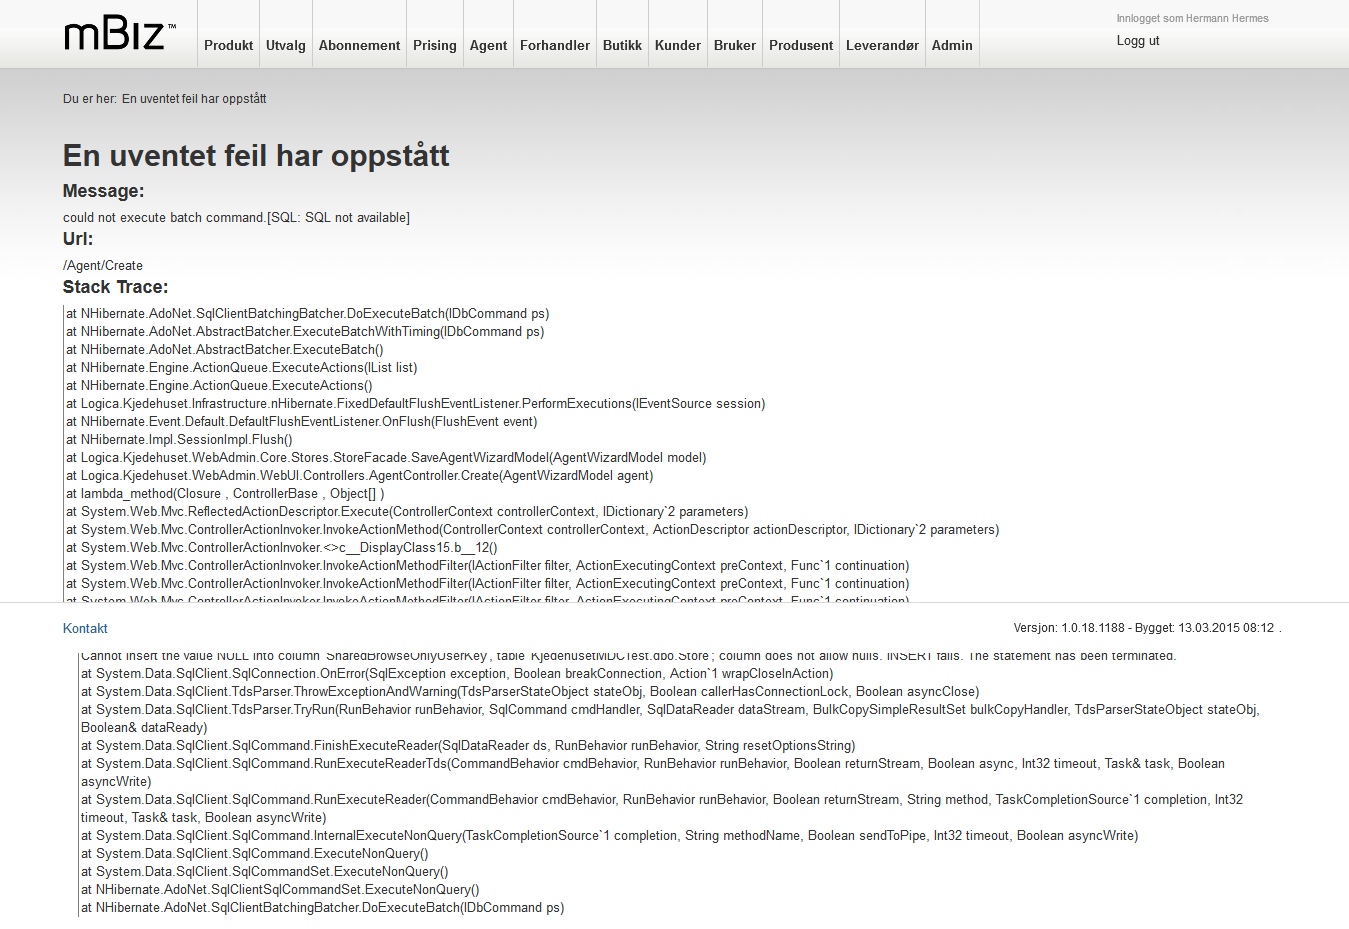 mBiz™
Produkt Utvalg Abonnement Prising Agent Forhandler Butikk Kunder Bruker Produsent Leverandør Admin
Innlogget som Hermann Hermes
Logg ut
Du er her: En uventet feil har oppstått
En uventet feil har oppstått
Message:
could not execute batch command.[SQL: SQL not available]
Url:
/Agent/Create
Stack Trace:
at NHibernate.AdoNet.SqlClientBatchingBatcher.DoExecuteBatch(IDbCommand ps)
at NHibernate.AdoNet.AbstractBatcher.ExecuteBatchWithTiming(IDbCommand ps)
at NHibernate.AdoNet.AbstractBatcher.ExecuteBatch()
at NHibernate.Engine.ActionQueue.ExecuteActions(IList list)
at NHibernate.Engine.ActionQueue.ExecuteActions()
at Logica.Kjedehuset.Infrastructure.nHibernate.FixedDefaultFlushEventListener.PerformExecutions(IEventSource session)
at NHibernate.Event.Default.DefaultFlushEventListener.OnFlush(FlushEvent event)
at NHibernate.Impl.SessionImpl.Flush()
at Logica.Kjedehuset.WebAdmin.Core.Stores.StoreFacade.SaveAgentWizardModel(AgentWizardModel model)
at Logica.Kjedehuset.WebAdmin.WebUI.Controllers.AgentController.Create(AgentWizardModel agent)
at lambda_method(Closure , ControllerBase , Object[] )
at System.Web.Mvc.ReflectedActionDescriptor.Execute(ControllerContext controllerContext, IDictionary`2 parameters)
at System.Web.Mvc.ControllerActionInvoker.InvokeActionMethod(ControllerContext controllerContext, ActionDescriptor actionDescriptor, IDictionary`2 parameters)
at System.Web.Mvc.ControllerActionInvoker.<>c__DisplayClass15.b__12()
at System.Web.Mvc.ControllerActionInvoker.InvokeActionMethodFilter(IActionFilter filter, ActionExecutingContext preContext, Func`1 continuation)
at System.Web.Mvc.ControllerActionInvoker.InvokeActionMethodFilter(IActionFilter filter, ActionExecutingContext preContext, Func`1 continuation)
at System.Web.Mvc.ControllerActionInvoker.InvokeActionMethodFilter(IActionFilter filter, ActionExecutingContext preContext, Func`1 continuation)
Kontakt
Versjon: 1.0.18.1188 - Bygget: 13.03.2015 08:12 .
Cannot insert the value NULL into column 'SharedBrowseOnlyUserKey', table 'KjedehusetMDCTest.dbo.Store'; column does not allow nulls. INSERT fails. The statement has been terminated.
at System.Data.SqlClient.SqlConnection.OnError(SqlException exception, Boolean breakConnection, Action`1 wrapCloseInAction)
at System.Data.SqlClient.TdsParser.ThrowExceptionAndWarning(TdsParserStateObject stateObj, Boolean callerHasConnectionLock, Boolean asyncClose)
at System.Data.SqlClient.TdsParser.TryRun(RunBehavior runBehavior, SqlCommand cmdHandler, SqlDataReader dataStream, BulkCopySimpleResultSet bulkCopyHandler, TdsParserStateObject stateObj,
Boolean& dataReady)
at System.Data.SqlClient.SqlCommand.FinishExecuteReader(SqlDataReader ds, RunBehavior runBehavior, String resetOptionsString)
at System.Data.SqlClient.SqlCommand.RunExecuteReaderTds(CommandBehavior cmdBehavior, RunBehavior runBehavior, Boolean returnStream, Boolean async, Int32 timeout, Task& task, Boolean
asyncWrite)
at System.Data.SqlClient.SqlCommand.RunExecuteReader(CommandBehavior cmdBehavior, RunBehavior runBehavior, Boolean returnStream, String method, TaskCompletionSource`1 completion, Int32
timeout, Task& task, Boolean asyncWrite)
at System.Data.SqlClient.SqlCommand.InternalExecuteNonQuery(TaskCompletionSource`1 completion, String methodName, Boolean sendToPipe, Int32 timeout, Boolean asyncWrite)
at System.Data.SqlClient.SqlCommand.ExecuteNonQuery()
at System.Data.SqlClient.SqlCommandSet.ExecuteNonQuery()
at NHibernate.AdoNet.SqlClientSqlCommandSet.ExecuteNonQuery()
at NHibernate.AdoNet.SqlClientBatchingBatcher.DoExecuteBatch(IDbCommand ps)